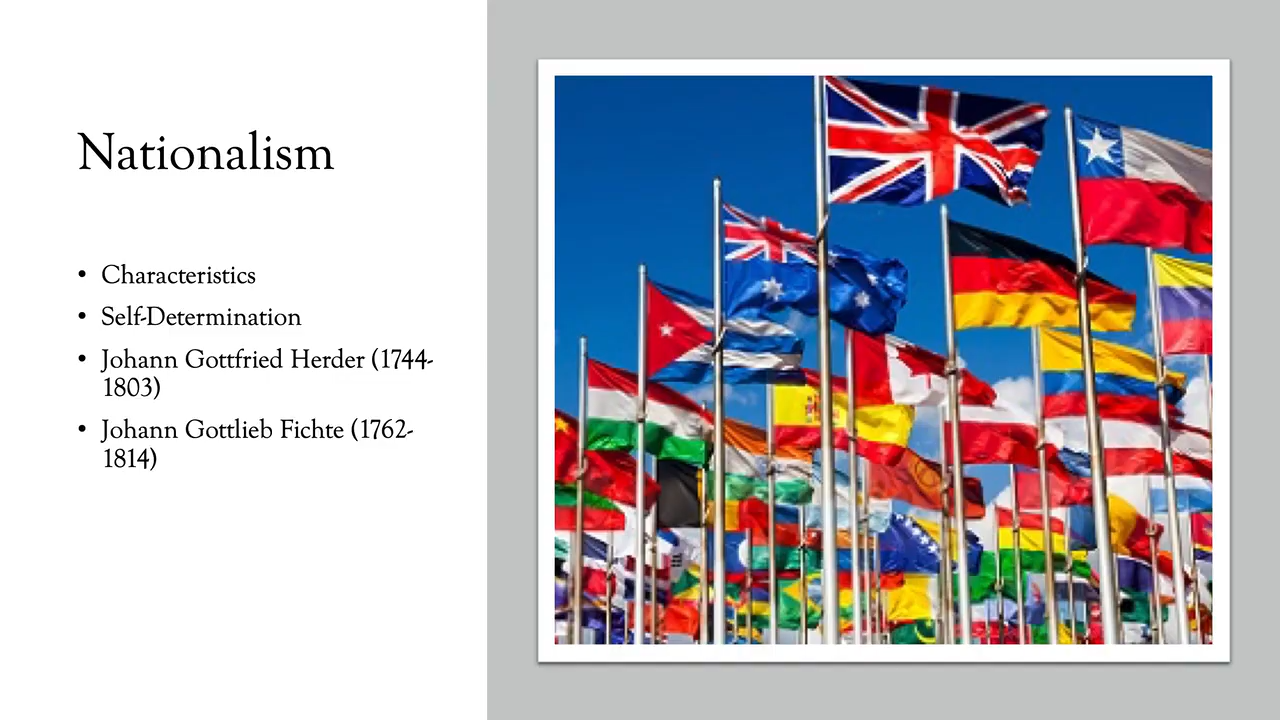 Nationalism
• Characteristics
• Self-Determination
• Johann Gottfried Herder (1744-
1803)
• Johann Gottlieb Fichte (1762-
1814)